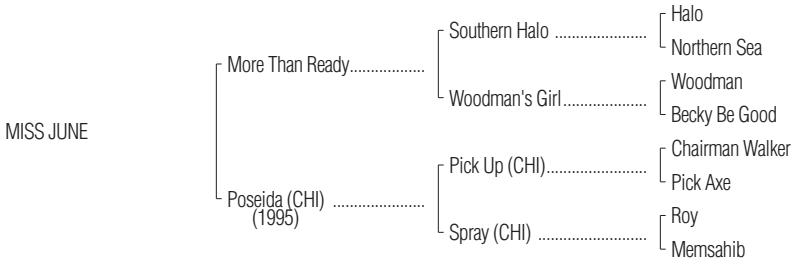 Halo
Southern Halo ......................
Northern Sea
More Than Ready..................
Woodman
Woodman's Girl....................
Becky Be Good
MISS JUNE
Chairman Walker
Pick Up (CHI)........................
Pick Axe
Poseida (CHI) ......................
(1995)
Roy
Spray (CHI) ..........................
Memsahib